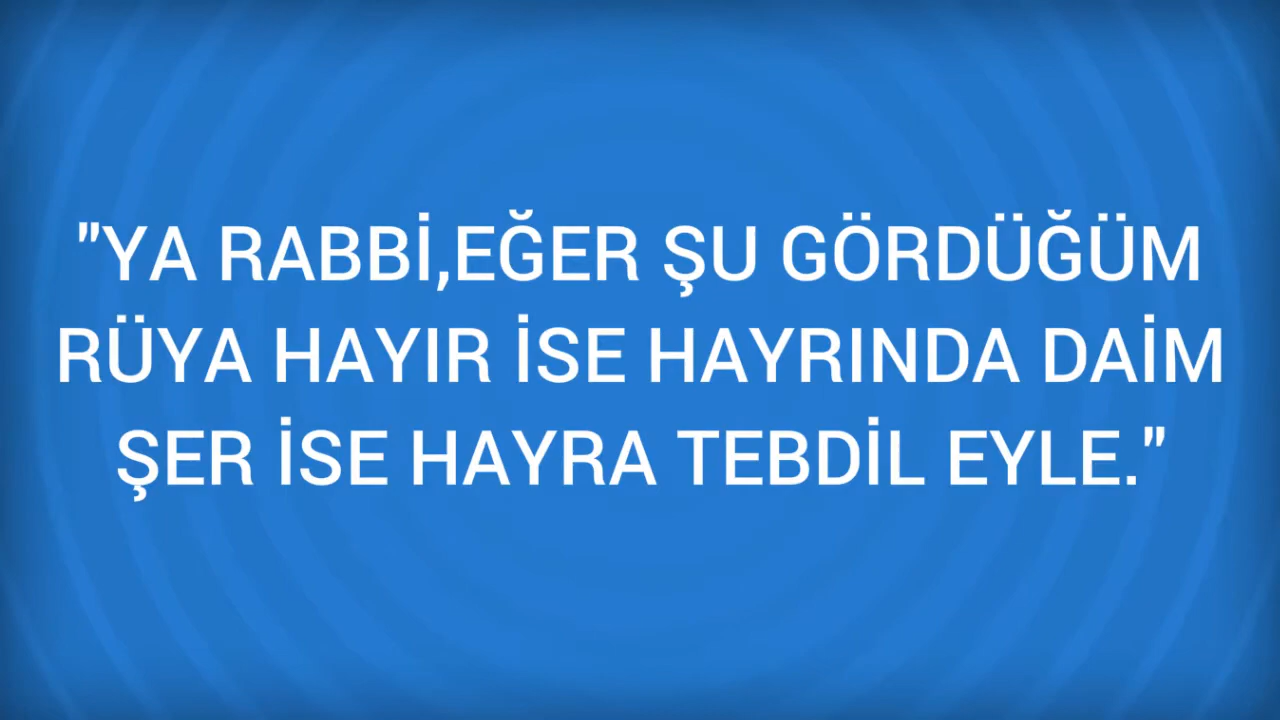 "YA RABBİ,EĞER ŞU GÖRDÜĞÜM
RÜYA HAYIR İSE HAYRINDA DAİM
ŞER İSE HAYRA TEBDİL EYLE."